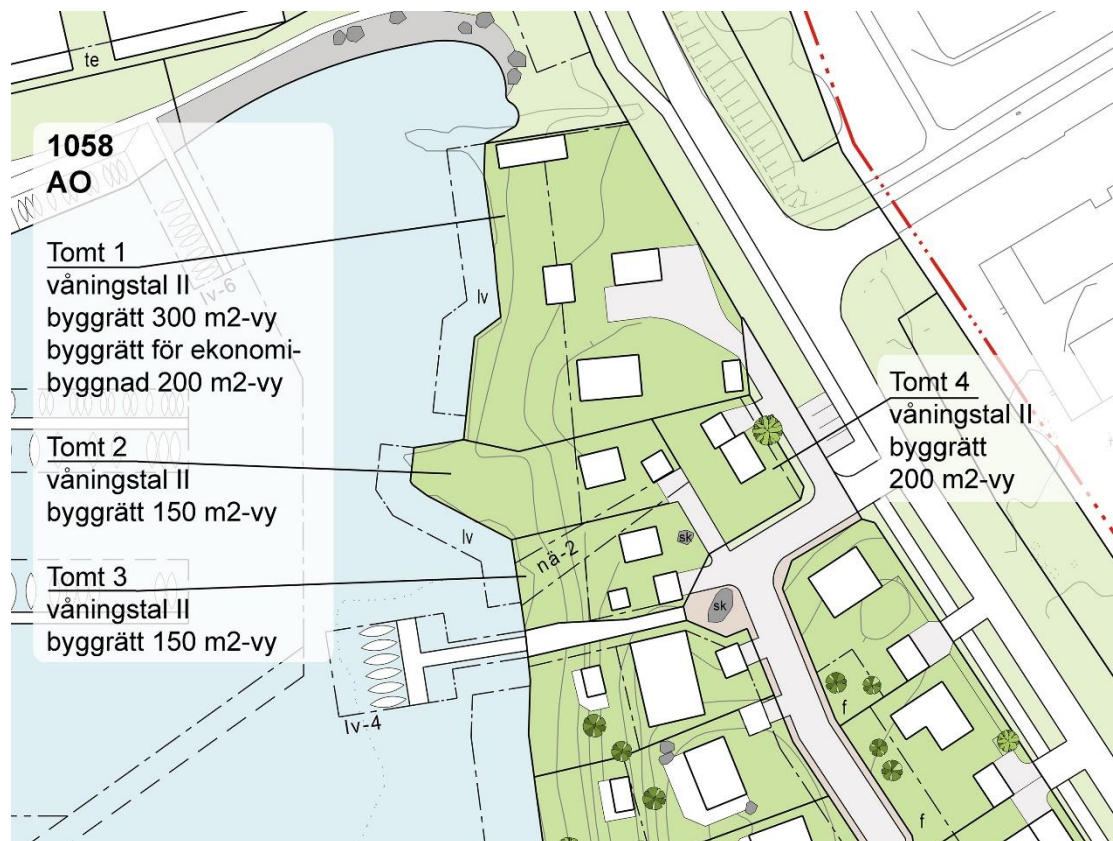 te
1058
AO
Tomt 1
våningstal II
byggrätt 300 m2-vy
byggrätt för ekonomi-
byggnad 200 m2-vy
lv-6
lv
Tomt 2
våningstal II
byggrätt 150 m2-vy
lv
Tomt 3
våningstal II
byggrätt 150 m2-vy
Tomt 4
våningstal II
byggrätt
200 m2-vy
nä-2
sk
sk
lv-4
f
f